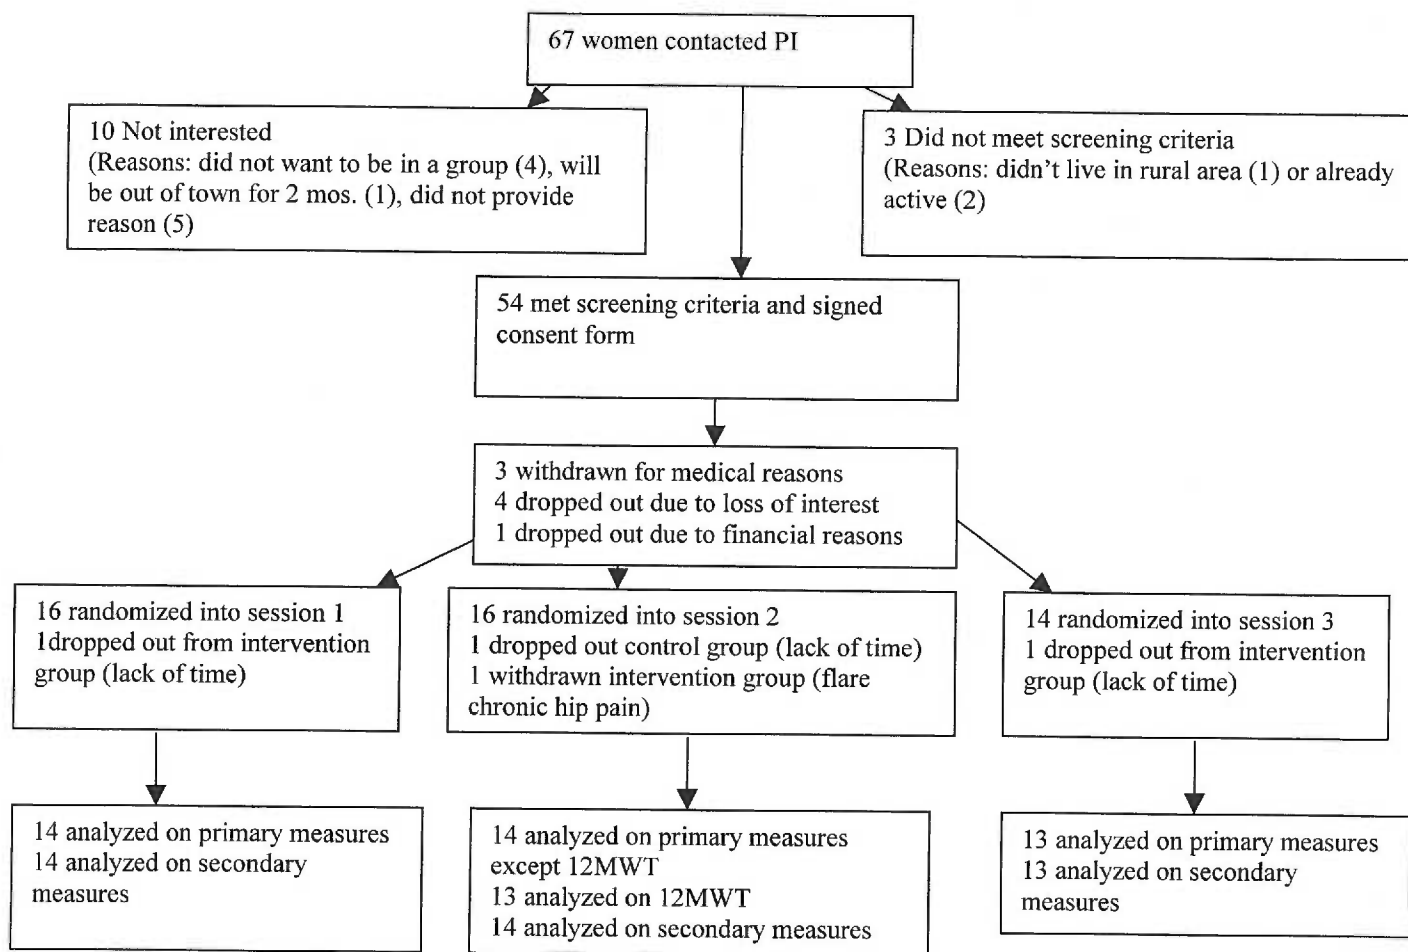 67 women contacted PI
10 Not interested
(Reasons: did not want to be in a group (4), will
be out of town for 2 mos. (1), did not provide
reason (5)
3 Did not meet screening criteria
(Reasons: didn't live in rural area (1) or already
active (2)
54 met screening criteria and signed
consent form
3 withdrawn for medical reasons
4 dropped out due to loss of interest
1 dropped out due to financial reasons
16 randomized into session 1
1dropped out from intervention
group (lack of time)
16 randomized into session 2
1 dropped out control group (lack of time)
1 withdrawn intervention group (flare
chronic hip pain)
14 randomized into session 3
1 dropped out from intervention
group (lack of time)
14 analyzed on primary measures
14 analyzed on secondary
measures
14 analyzed on primary measures
except 12MWT
13 analyzed on 12MWT
14 analyzed on secondary measures
13 analyzed on primary measures
13 analyzed on secondary
measures